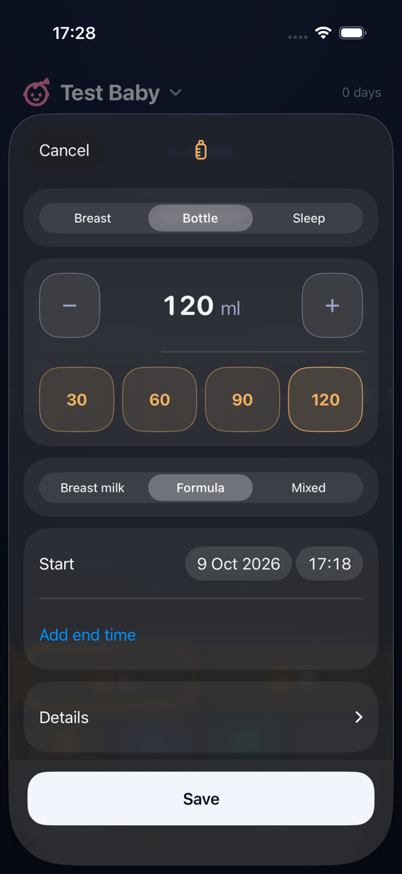 17:28
Test Baby
0 days
Cancel
Breast Bottle Sleep
− 120 ml +
30 60 90 120
Breast milk Formula Mixed
Start 9 Oct 2026 17:18
Add end time
Details
Save